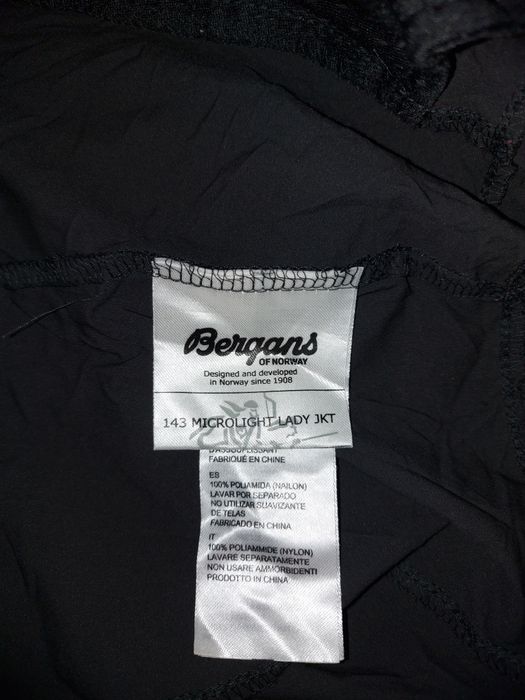 Bergans
OF NORWAY
Designed and developed
in Norway since 1908
143 MICROLIGHT LADY JKT
D'ASSOUPLISSANT
FABRIQUÉ EN CHINE
ES
100% POLIAMIDA (NAILON)
LAVAR POR SEPARADO
NO UTILIZAR SUAVIZANTE
DE TELAS
FABRICADO EN CHINA
IT
100% POLIAMMIDE (NYLON)
LAVARE SEPARATAMENTE
NON USARE AMMORBIDENTI
PRODOTTO IN CHINA